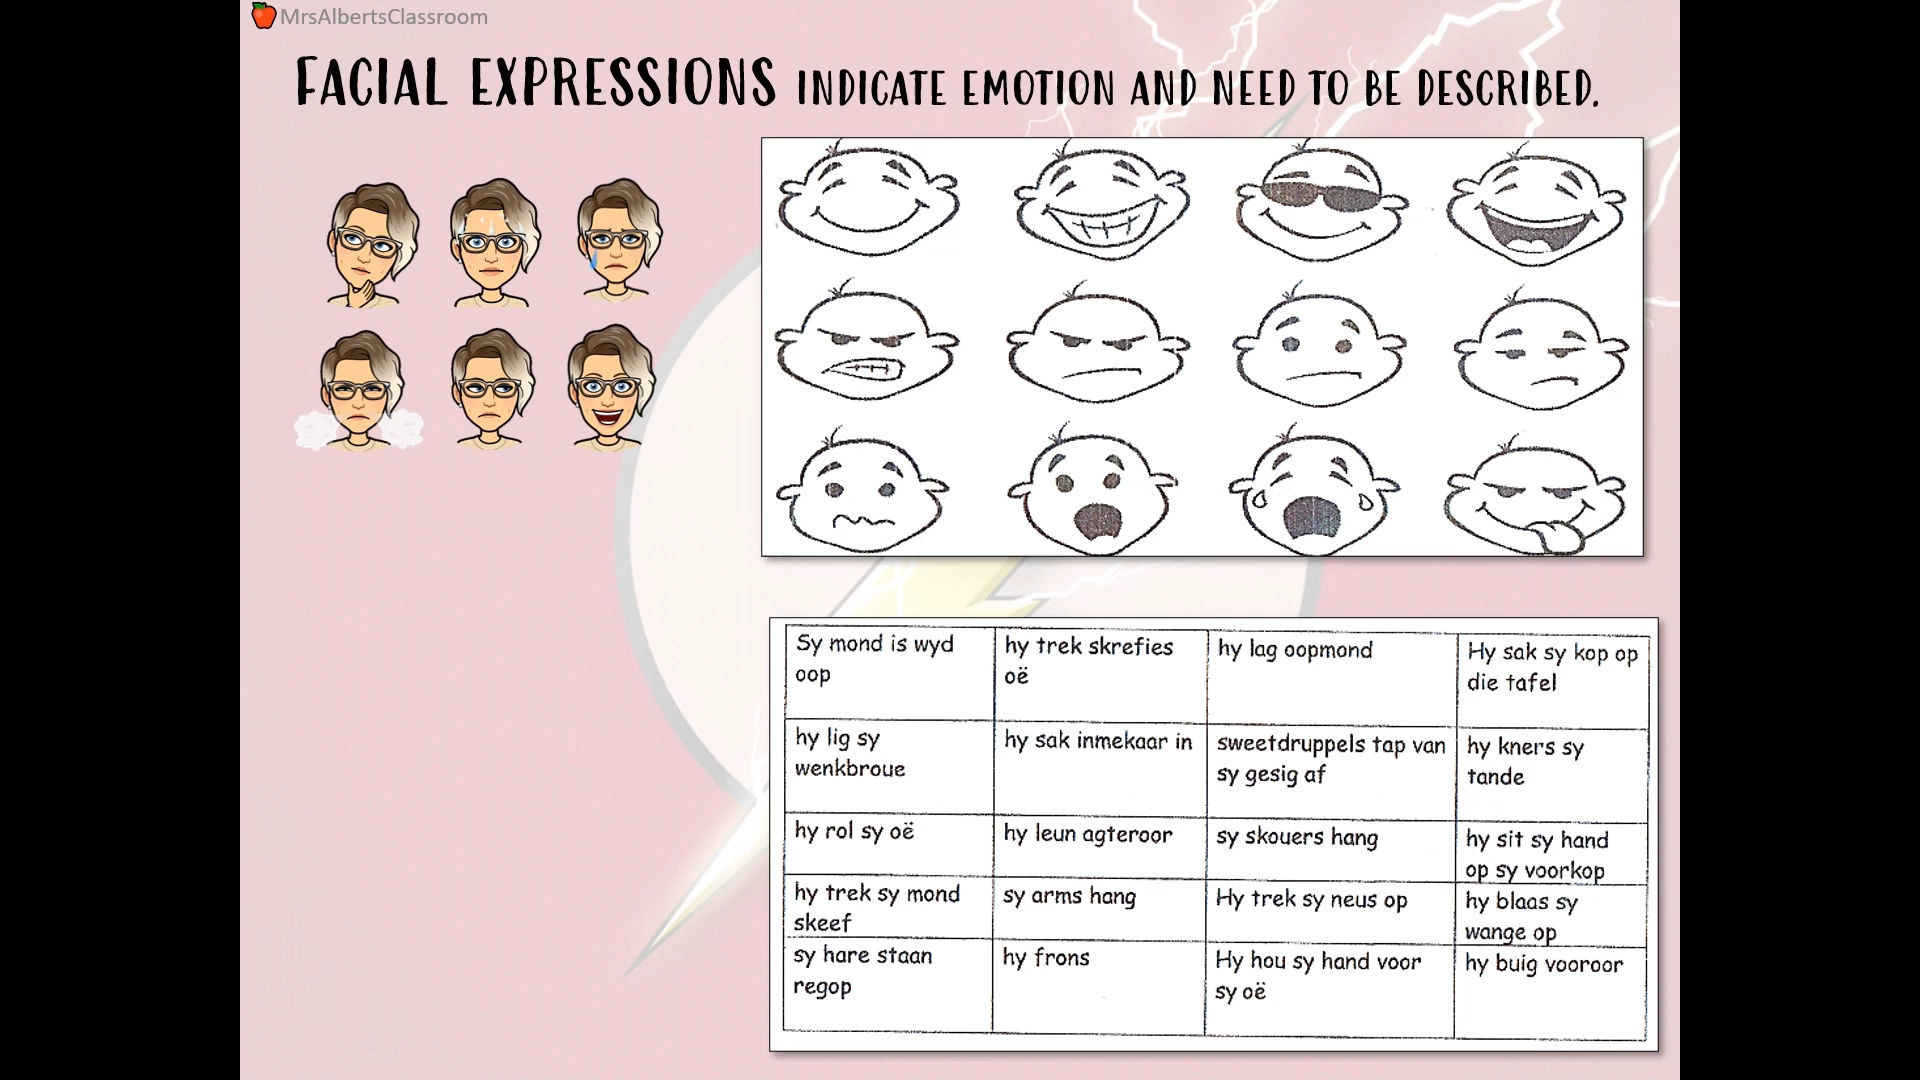 MrsAlbertsClassroom
FACIAL EXPRESSIONS INDICATE EMOTION AND NEED TO BE DESCRIBED.
Sy mond is wyd
oop
hy trek skrefies
oë
hy lag oopmond
Hy sak sy kop op
die tafel
hy lig sy
wenkbroue
hy sak inmekaar in
sweetdruppels tap van
sy gesig af
hy kners sy
tande
hy rol sy oë
hy leun agteroor
sy skouers hang
hy sit sy hand
op sy voorkop
hy trek sy mond
skeef
sy arms hang
Hy trek sy neus op
hy blaas sy
wange op
sy hare staan
regop
hy frons
Hy hou sy hand voor
sy oë
hy buig vooroor